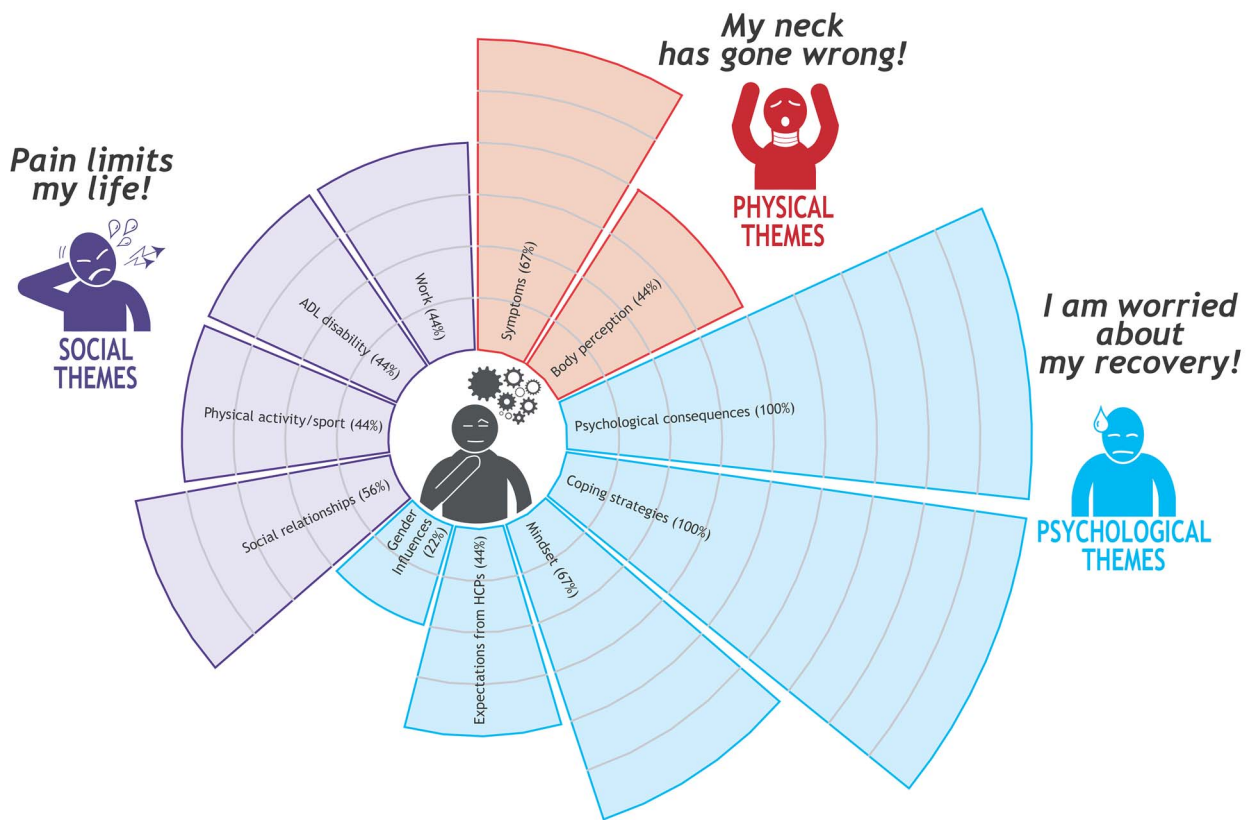 My neck
has gone wrong!
PHYSICAL
THEMES
Pain limits
my life!
SOCIAL
THEMES
I am worried
about
my recovery!
PSYCHOLOGICAL
THEMES
Symptoms (67%)
Body perception (44%)
Psychological consequences (100%)
Coping strategies (100%)
Mindset (67%)
Expectations from HCPs (44%)
Gender
Influences
(22%)
Social relationships (56%)
Physical activity/sport (44%)
ADL disability (44%)
Work (44%)